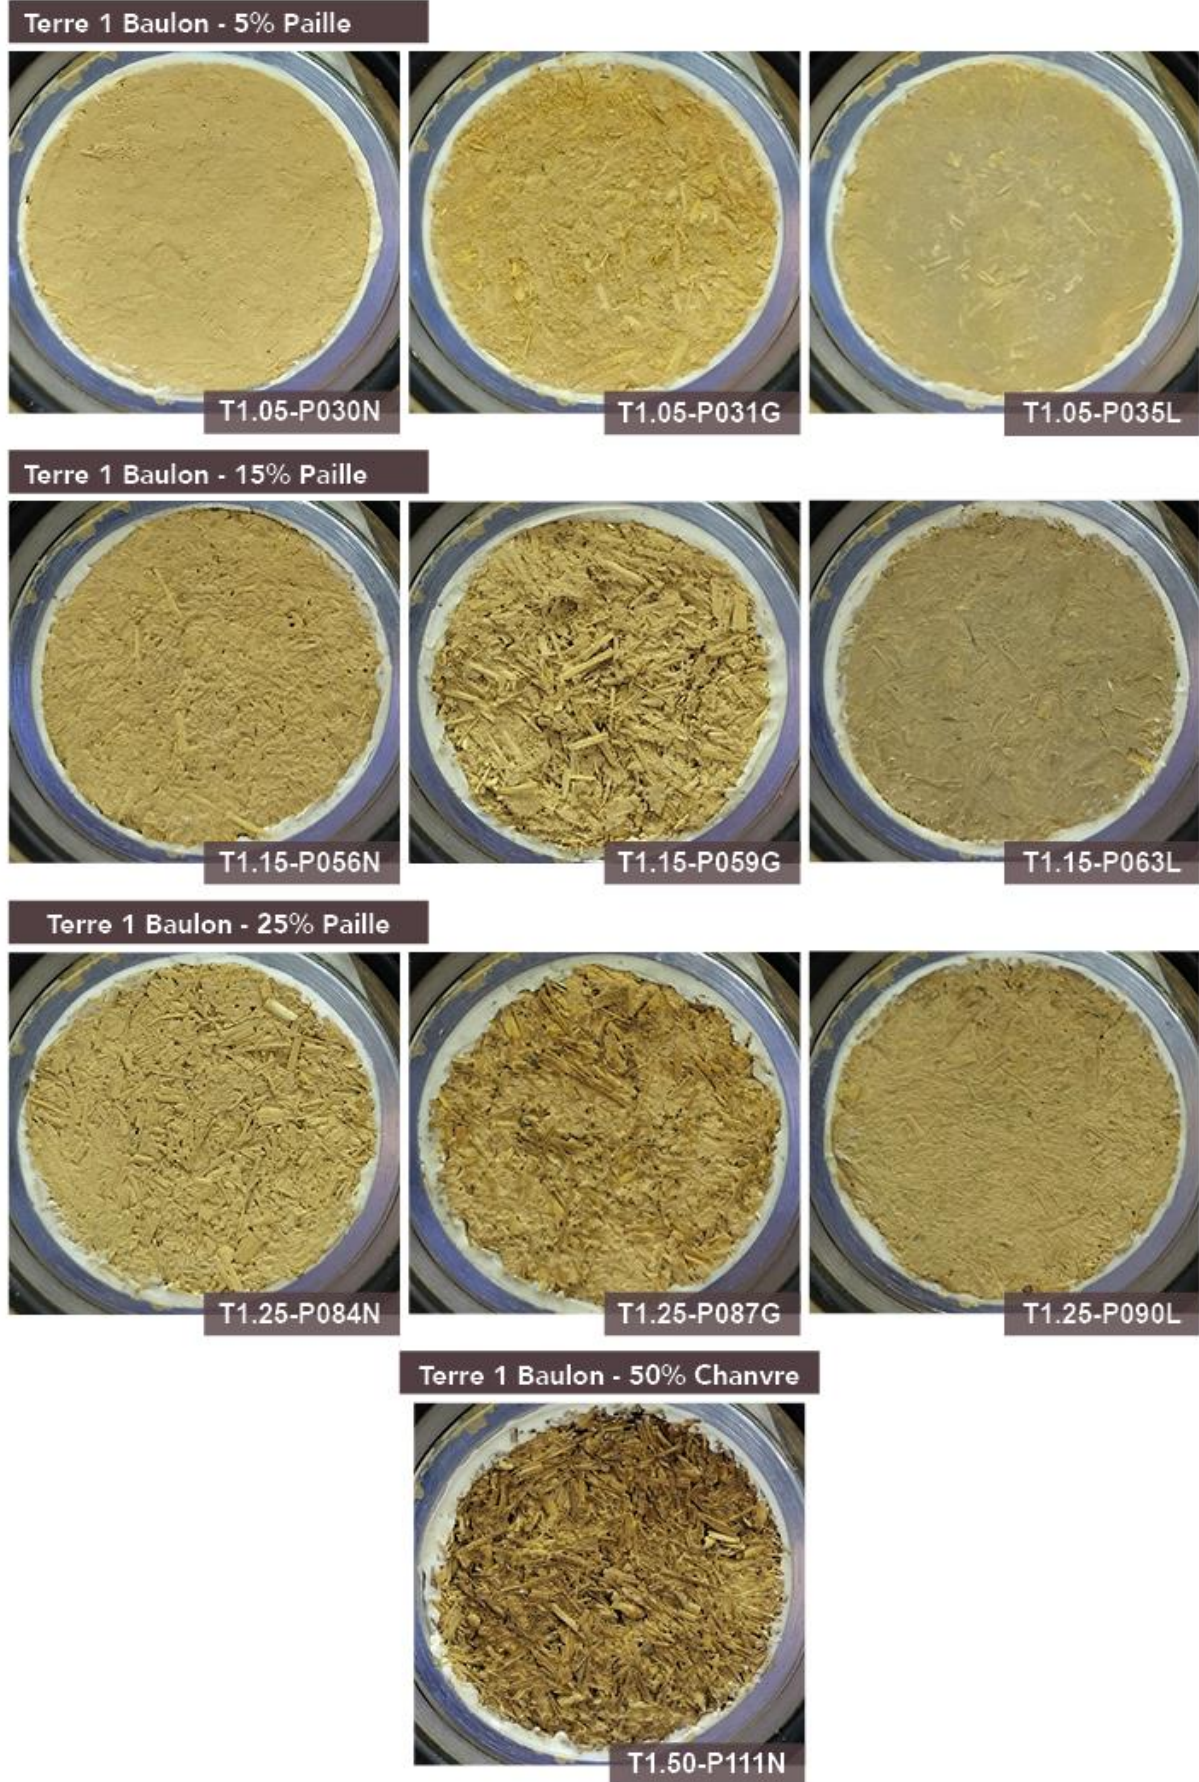 Terre 1 Baulon - 5% Paille
T1.05-P030N
T1.05-P031G
T1.05-P035L
Terre 1 Baulon - 15% Paille
T1.15-P056N
T1.15-P059G
T1.15-P063L
Terre 1 Baulon - 25% Paille
T1.25-P084N
T1.25-P087G
T1.25-P090L
Terre 1 Baulon - 50% Chanvre
T1.50-P111N